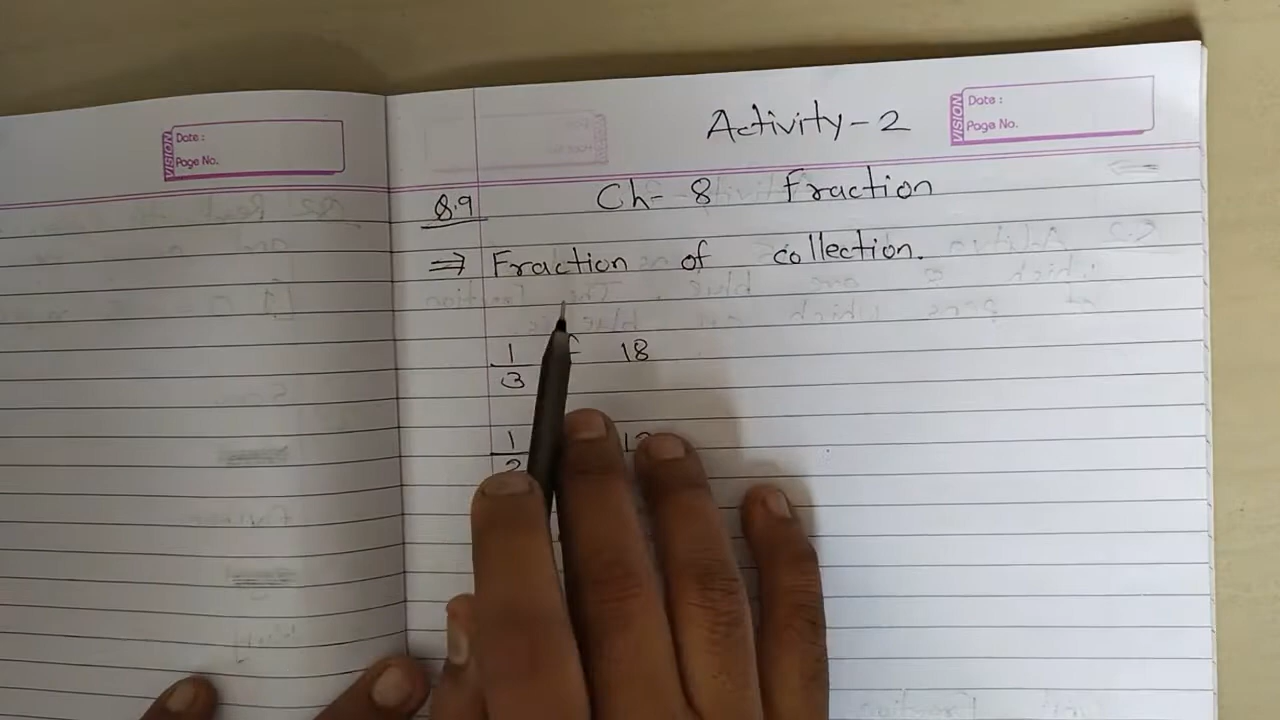 Activity-2
VISION Date :
Page No.
VISION Date :
Page No.
Ch- 8 Fraction
8.9
⇒ Fraction of collection.
1/3 18
1/2